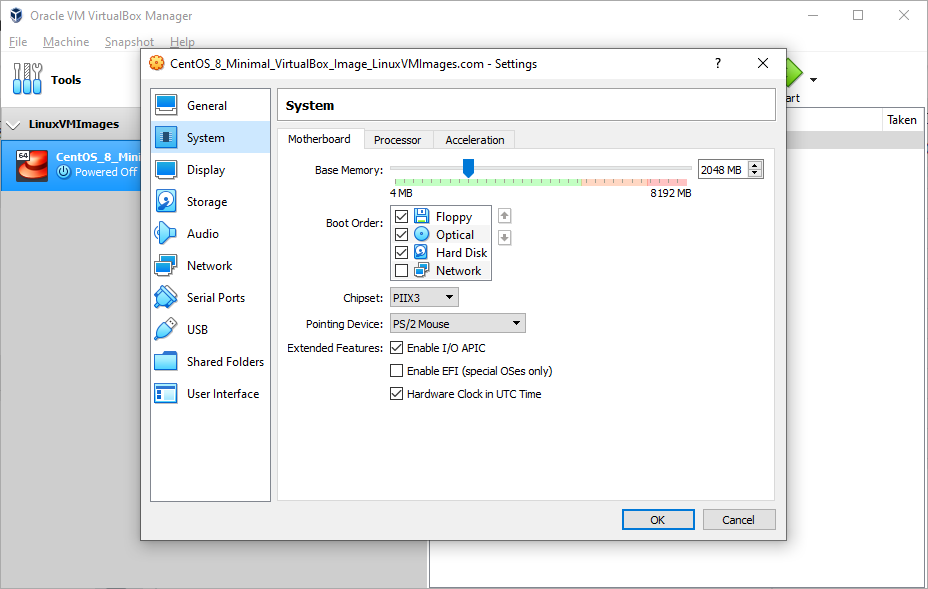 Oracle VM VirtualBox Manager
File Machine Snapshot Help
Tools
art
LinuxVMImages
Taken
64
CentOS_8_Mini
Powered Off
CentOS_8_Minimal_VirtualBox_Image_LinuxVMImages.com - Settings
?
General
System
Display
Storage
Audio
Network
Serial Ports
USB
Shared Folders
User Interface
System
Motherboard Processor Acceleration
Base Memory: 2048 MB
4 MB 8192 MB
Boot Order: Floppy
Optical
Hard Disk
Network
Chipset: PIIX3
Pointing Device: PS/2 Mouse
Extended Features: Enable I/O APIC
Enable EFI (special OSes only)
Hardware Clock in UTC Time
OK Cancel